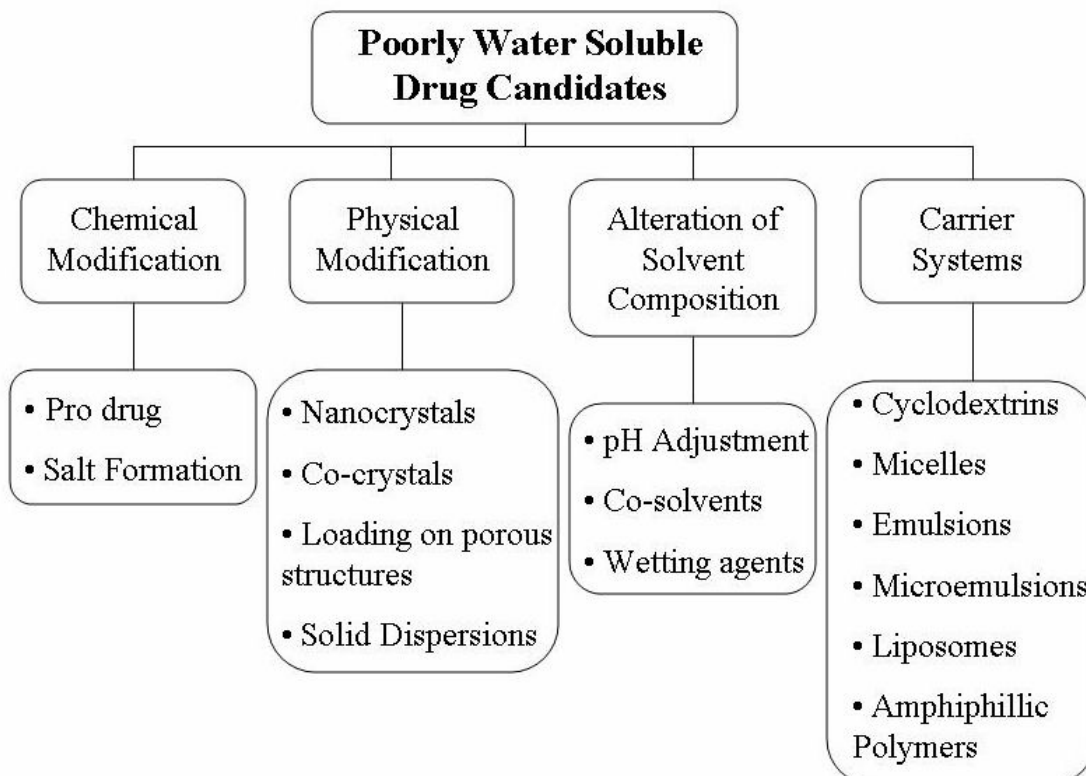 Poorly Water Soluble
Drug Candidates
Chemical
Modification
Physical
Modification
Alteration of
Solvent
Composition
Carrier
Systems
• Pro drug
• Salt Formation
• Nanocrystals
• Co-crystals
• Loading on porous
structures
• Solid Dispersions
• pH Adjustment
• Co-solvents
• Wetting agents
• Cyclodextrins
• Micelles
• Emulsions
• Microemulsions
• Liposomes
• Amphiphillic
Polymers